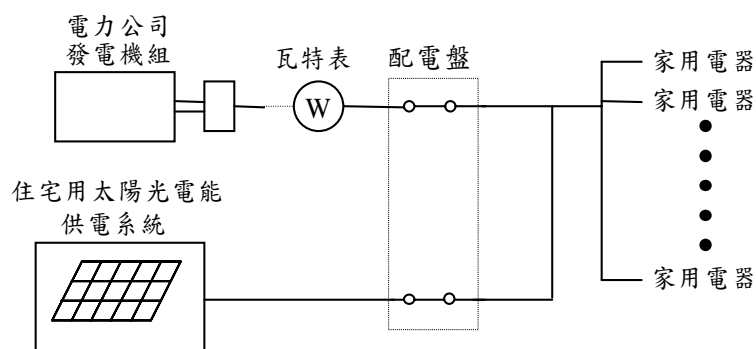 電力公司
發電機組
瓦特表
配電盤
W
家用電器
家用電器
住宅用太陽光電能
供電系統
家用電器